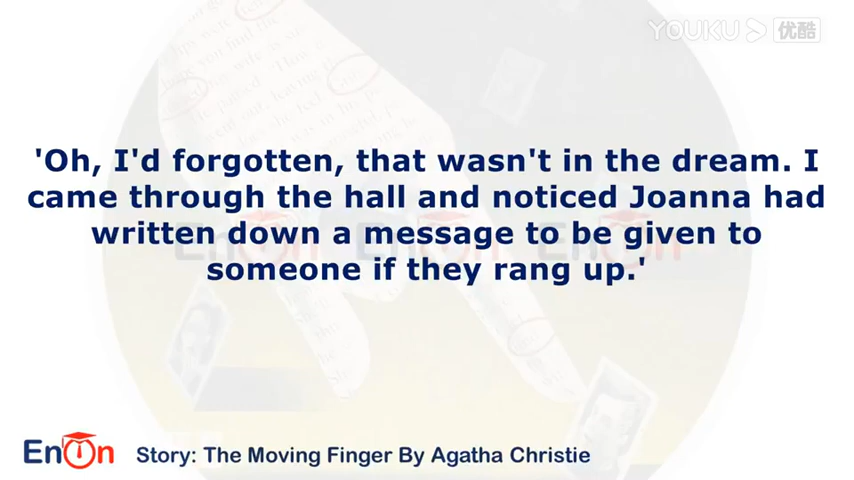 YOUKU 优酷
'Oh, I'd forgotten, that wasn't in the dream. I
came through the hall and noticed Joanna had
written down a message to be given to
someone if they rang up.'
EnOn
Story: The Moving Finger By Agatha Christie